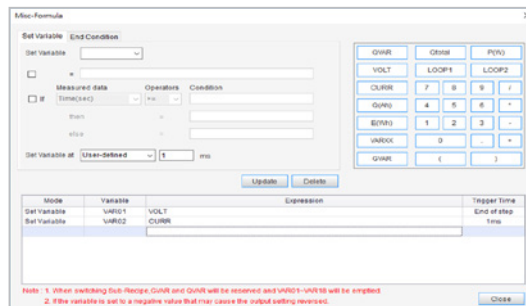 Misc-Formula
Set Variable End Condition
Set Variable
=
Measured data Operators Condition
If Time(sec) >=
then =
else =
Set Variable at User-defined 1 ms
GVAR Qtotal P(W)
VOLT LOOP1 LOOP2
CURR 7 8 9 /
Q(Ah) 4 5 6 *
E(Wh) 1 2 3 -
VARXX 0 . +
GVAR ( )
Update Delete
Mode Variable Expression Trigger Time
Set Variable VAR01 VOLT End of step
Set Variable VAR02 CURR 1ms
Note : 1. When switching Sub-Recipe,GVAR and QVAR will be reserved and VAR01~VAR18 will be emptied.
2. If the variable is set to a negative value that may cause the output setting reversed.
Close